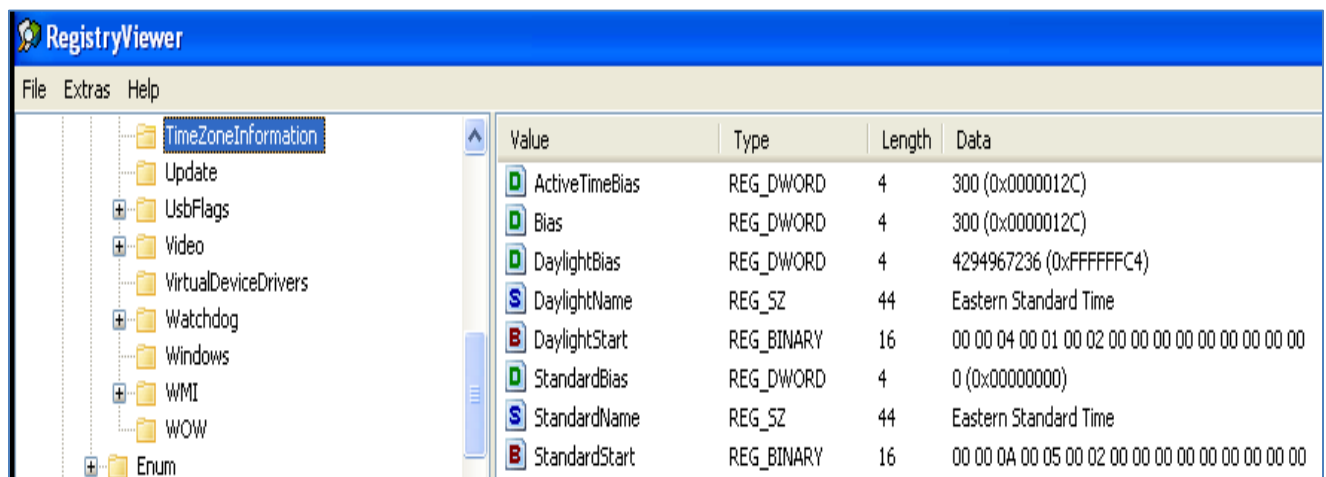 RegistryViewer
File Extras Help
TimeZoneInformation
Update
UsbFlags
Video
VirtualDeviceDrivers
Watchdog
Windows
WMI
WOW
Enum
Value Type Length Data
D ActiveTimeBias REG_DWORD 4 300 (0x0000012C)
D Bias REG_DWORD 4 300 (0x0000012C)
D DaylightBias REG_DWORD 4 4294967236 (0xFFFFFFC4)
S DaylightName REG_SZ 44 Eastern Standard Time
B DaylightStart REG_BINARY 16 00 00 04 00 01 00 02 00 00 00 00 00 00 00 00 00
D StandardBias REG_DWORD 4 0 (0x00000000)
S StandardName REG_SZ 44 Eastern Standard Time
B StandardStart REG_BINARY 16 00 00 0A 00 05 00 02 00 00 00 00 00 00 00 00 00